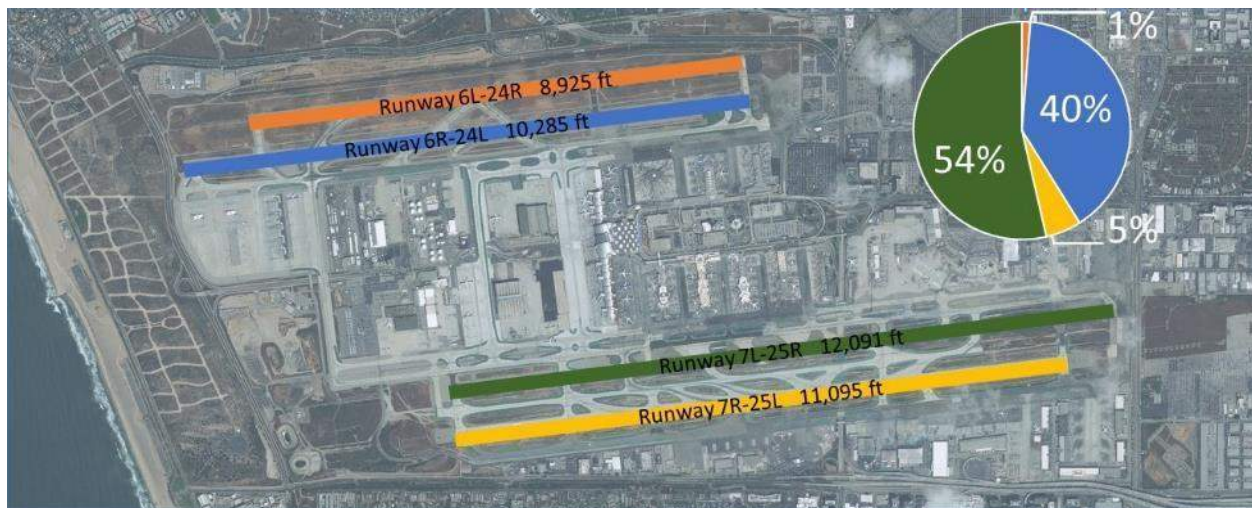 1%
40%
54%
5%
Runway 6L-24R 8,925 ft
Runway 6R-24L 10,285 ft
Runway 7L-25R 12,091 ft
Runway 7R-25L 11,095 ft